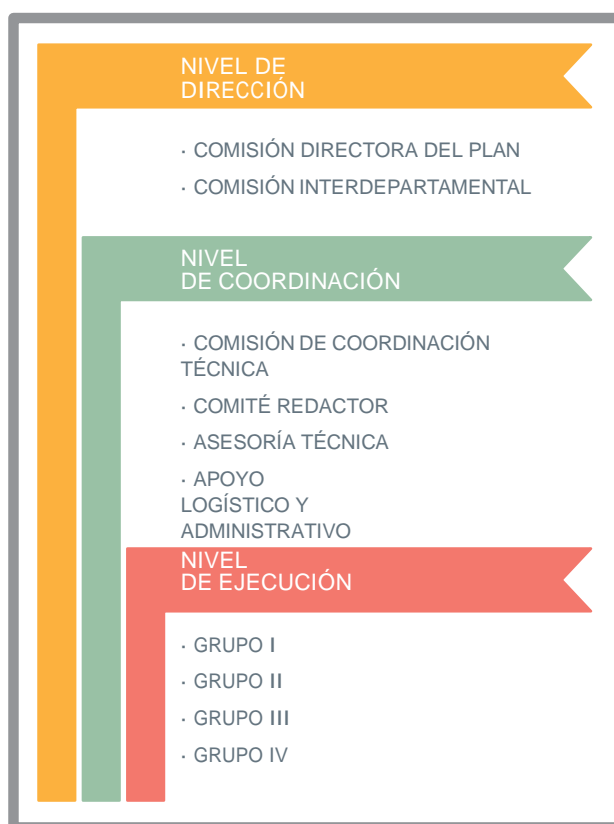 NIVEL DE
DIRECCIÓN
· COMISIÓN DIRECTORA DEL PLAN
· COMISIÓN INTERDEPARTAMENTAL
NIVEL
DE COORDINACIÓN
· COMISIÓN DE COORDINACIÓN
TÉCNICA
· COMITÉ REDACTOR
· ASESORÍA TÉCNICA
· APOYO
LOGÍSTICO Y
ADMINISTRATIVO
NIVEL
DE EJECUCIÓN
· GRUPO I
· GRUPO II
· GRUPO III
· GRUPO IV